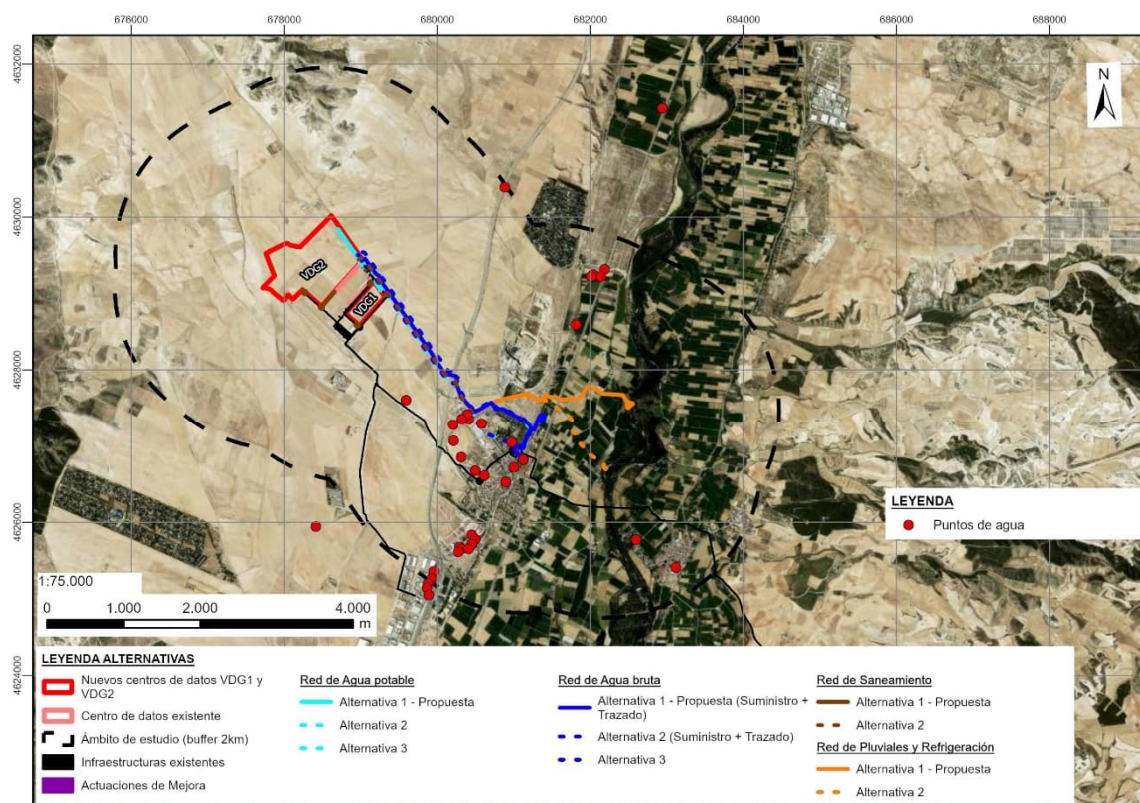 676000 678000 680000 682000 684000 686000 688000
4632000
N
4630000
VDG2
VDG1
4628000
LEYENDA
Puntos de agua
4626000
1:75.000
0 1.000 2.000 4.000
m
4624000
LEYENDA ALTERNATIVAS
Nuevos centros de datos VDG1 y
VDG2
Centro de datos existente
Ámbito de estudio (buffer 2km)
Infraestructuras existentes
Actuaciones de Mejora
Red de Agua potable
Alternativa 1 - Propuesta
Alternativa 2
Alternativa 3
Red de Agua bruta
Alternativa 1 - Propuesta (Suministro +
Trazado)
Alternativa 2 (Suministro + Trazado)
Alternativa 3
Red de Saneamiento
Alternativa 1 - Propuesta
Alternativa 2
Red de Pluviales y Refrigeración
Alternativa 1 - Propuesta
Alternativa 2